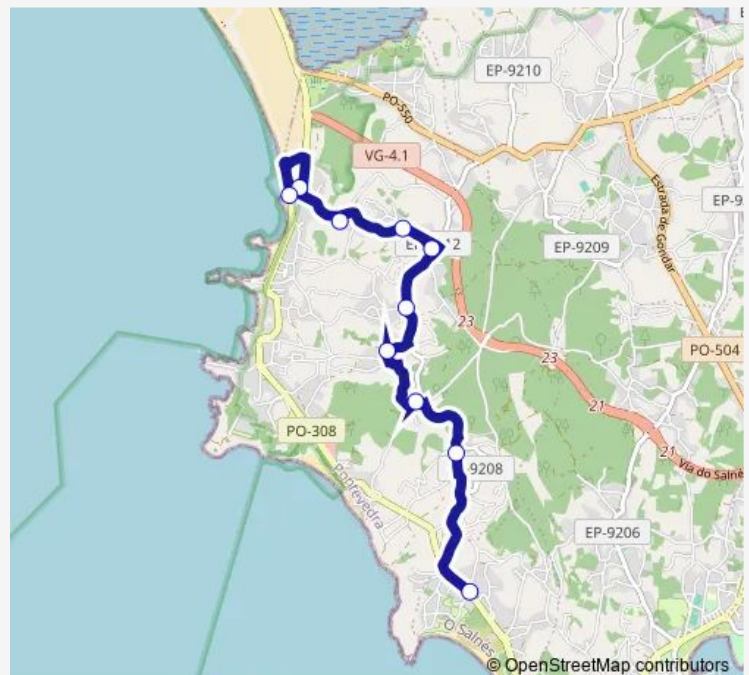 EP-9210
PO-550
VG-4.1
Estrada de Gondar
EP-9
EP-9209
23
23
PO-504
21
PO-308
21
Vía do Salné
Pontevedra
9208
EP-9206
O Salnés
© OpenStreetMap contributors